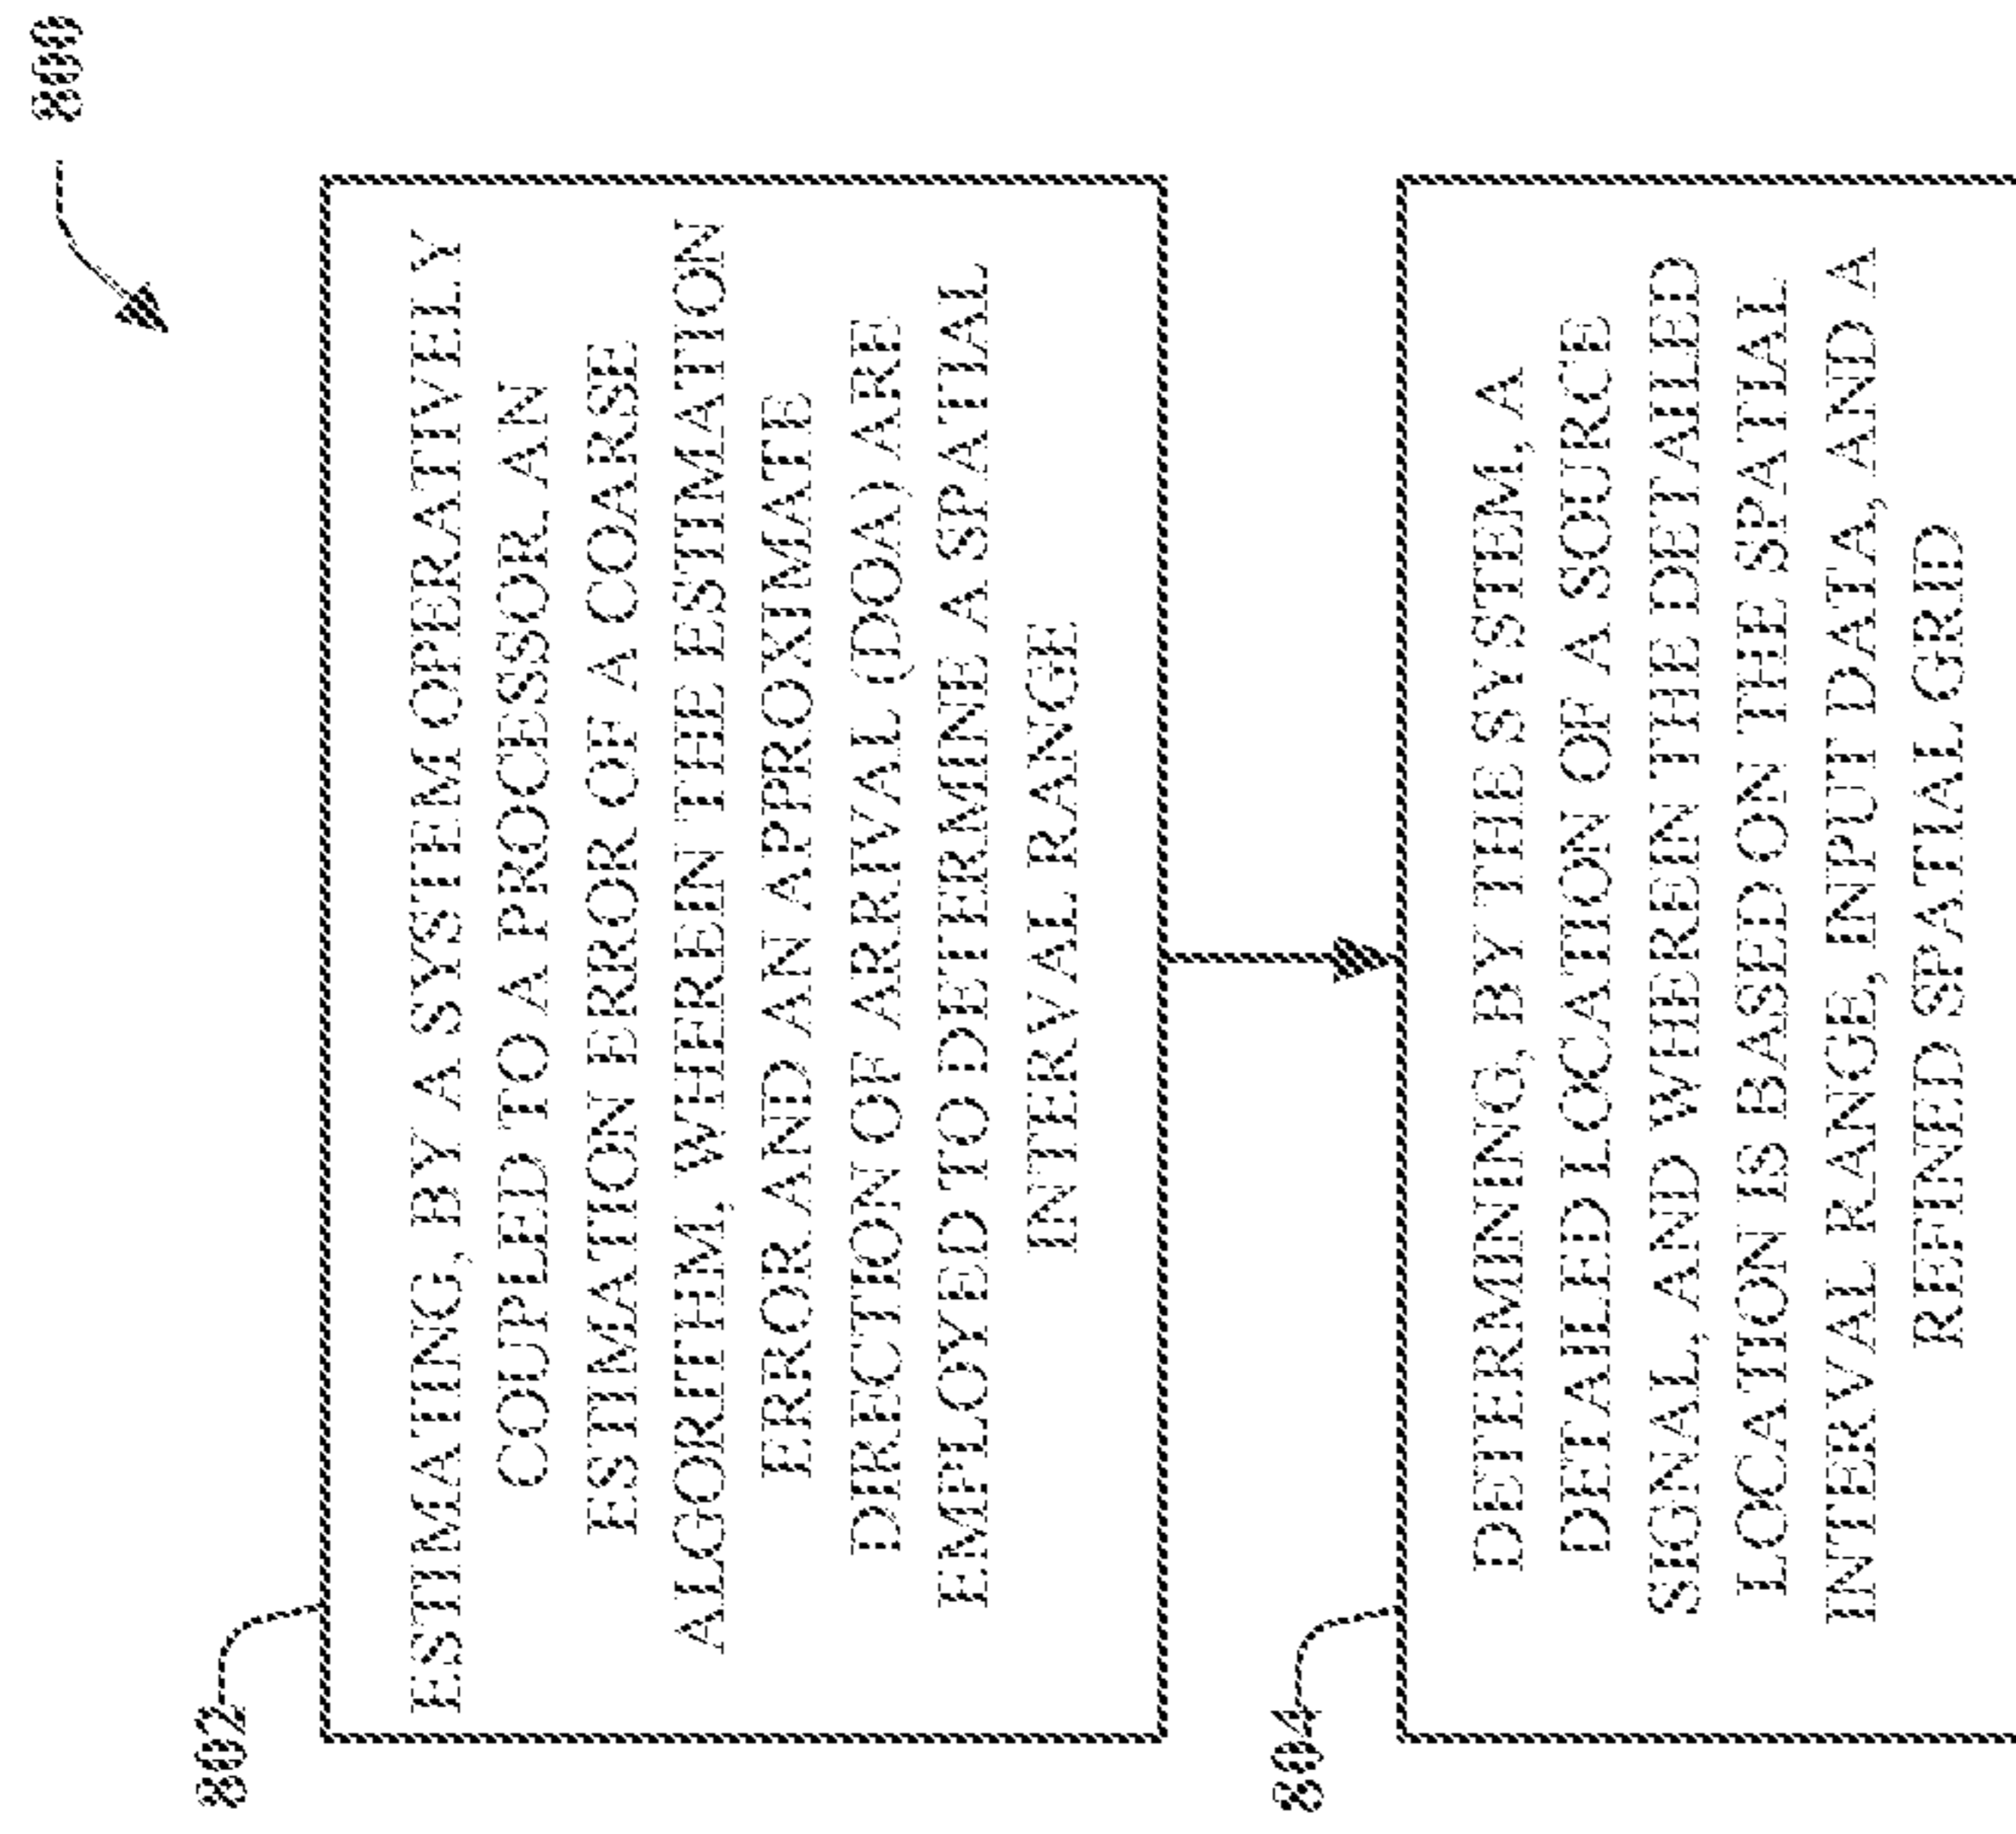 800
802
ESTIMATING, BY A SYSTEM OPERATIVELY
COUPLED TO A PROCESSOR, AN
ESTIMATION ERROR OF A COARSE
ALGORITHM, WHEREIN THE ESTIMATION
ERROR AND AN APPROXIMATE
DIRECTION OF ARRIVAL (DOA) ARE
EMPLOYED TO DETERMINE A SPATIAL
INTERVAL RANGE
804
DETERMINING, BY THE SYSTEM, A
DETAILED LOCATION OF A SOURCE
SIGNAL, AND WHEREIN THE DETAILED
LOCATION IS BASED ON THE SPATIAL
INTERVAL RANGE, INPUT DATA, AND A
REFINED SPATIAL GRID